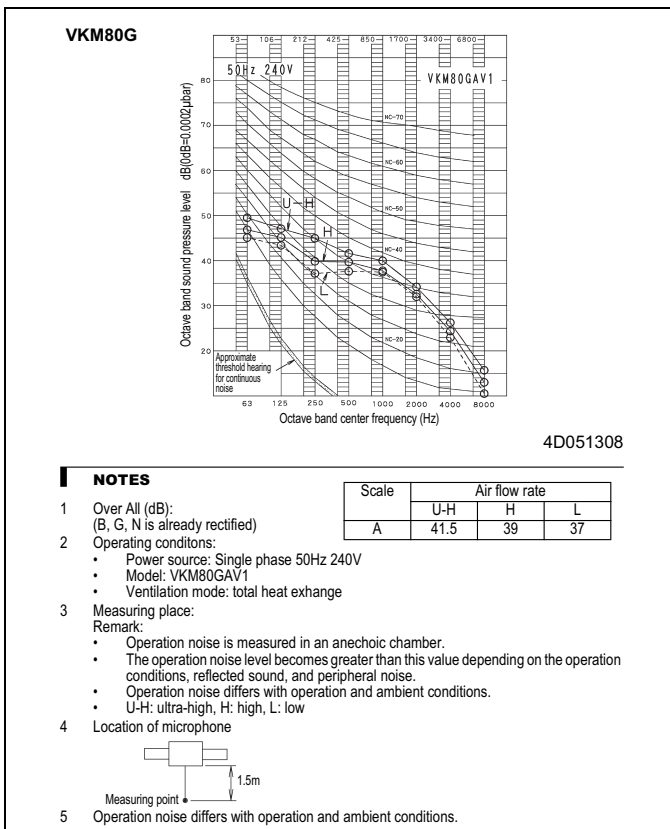 VKM80G
53 106 212 425 850 1700 3400 6800
50Hz 240V
VKM80GAV1
Octave band sound pressure level dB(0dB=0.0002μbar)
80
70
60
50
40
30
20
NC-70
NC-60
NC-50
NC-40
NC-20
U-H
H
L
Approximate
threshold hearing
for continuous
noise
63 125 250 500 1000 2000 4000 8000
Octave band center frequency (Hz)
4D051308
NOTES
1 Over All (dB):
(B, G, N is already rectified)
Scale Air flow rate
U-H H L
A 41.5 39 37
2 Operating conditons:
• Power source: Single phase 50Hz 240V
• Model: VKM80GAV1
• Ventilation mode: total heat exhange
3 Measuring place:
Remark:
• Operation noise is measured in an anechoic chamber.
• The operation noise level becomes greater than this value depending on the operation
conditions, reflected sound, and peripheral noise.
• Operation noise differs with operation and ambient conditions.
• U-H: ultra-high, H: high, L: low
4 Location of microphone
1.5m
Measuring point
5 Operation noise differs with operation and ambient conditions.